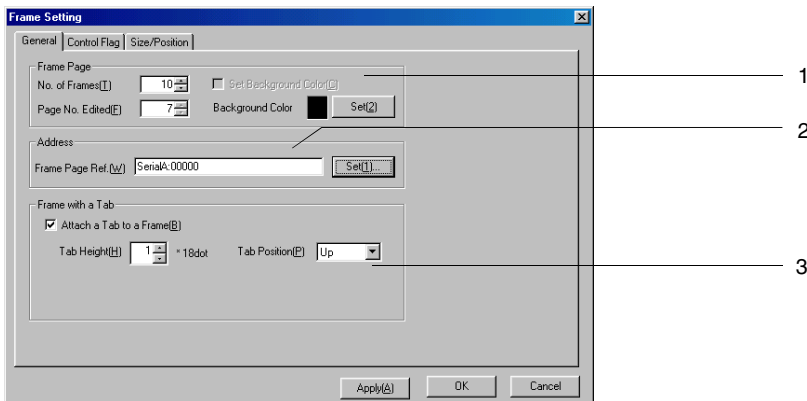 Frame Setting
General Control Flag Size/Position
Frame Page
No. of Frames(T) 10 Set Background Color(C)
Page No. Edited(F) 7 Background Color Set(2)
1
Address
2
Frame Page Ref.(W) SerialA:00000 Set(1)...
Frame with a Tab
Attach a Tab to a Frame(B)
Tab Height(H) 1 * 18dot Tab Position(P) Up
3
Apply(A) OK Cancel